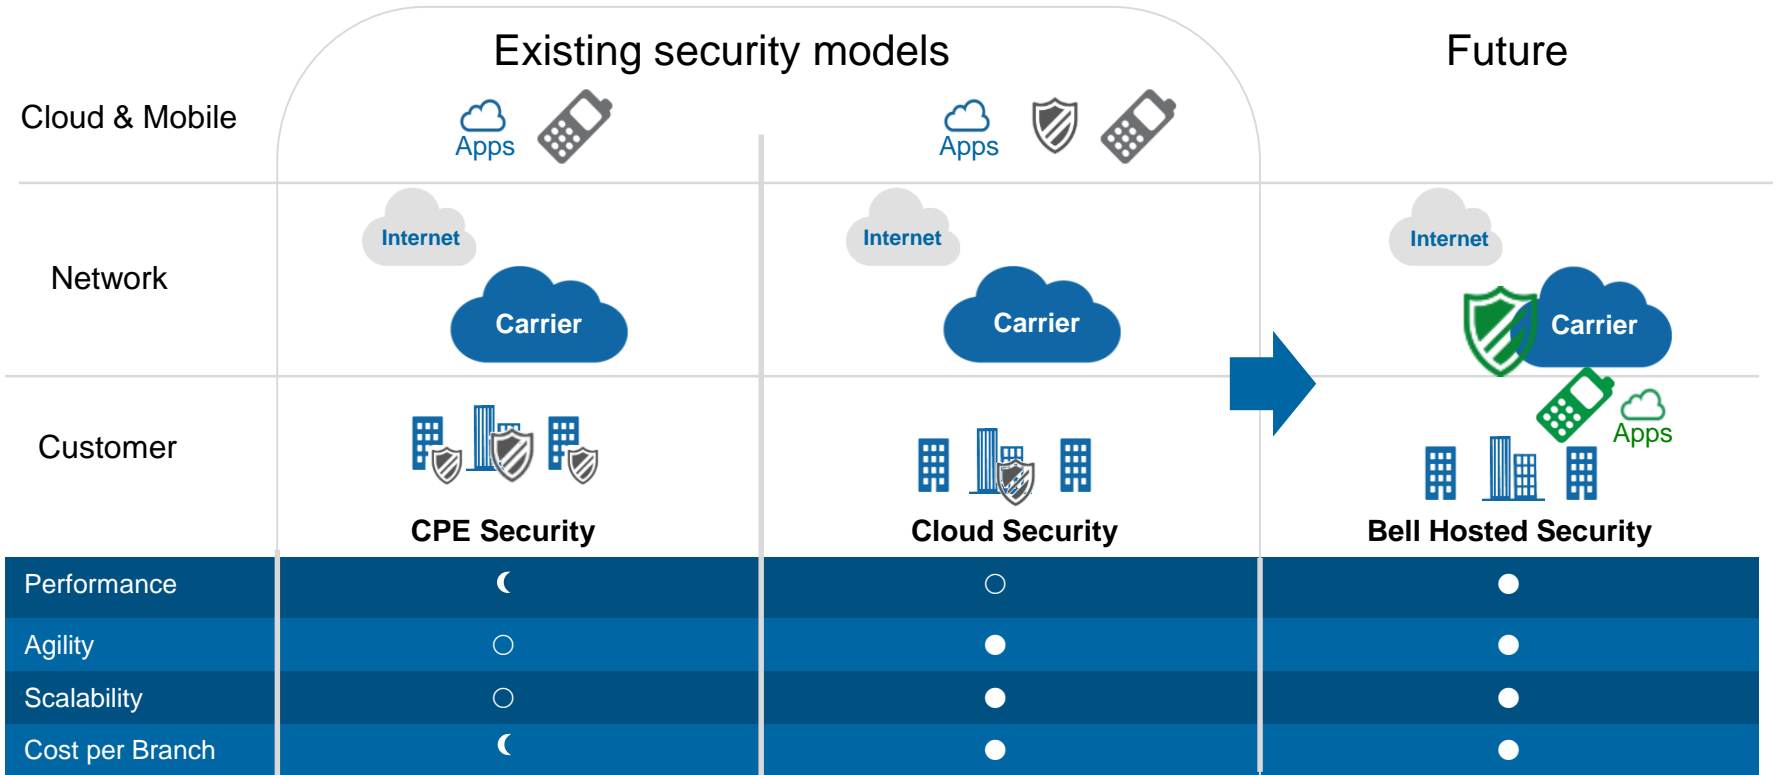 Existing security models
Future
Cloud & Mobile
Apps
Apps
Internet
Internet
Internet
Network
Carrier
Carrier
Carrier
Customer
Apps
CPE Security
Cloud Security
Bell Hosted Security
Performance
Agility
Scalability
Cost per Branch